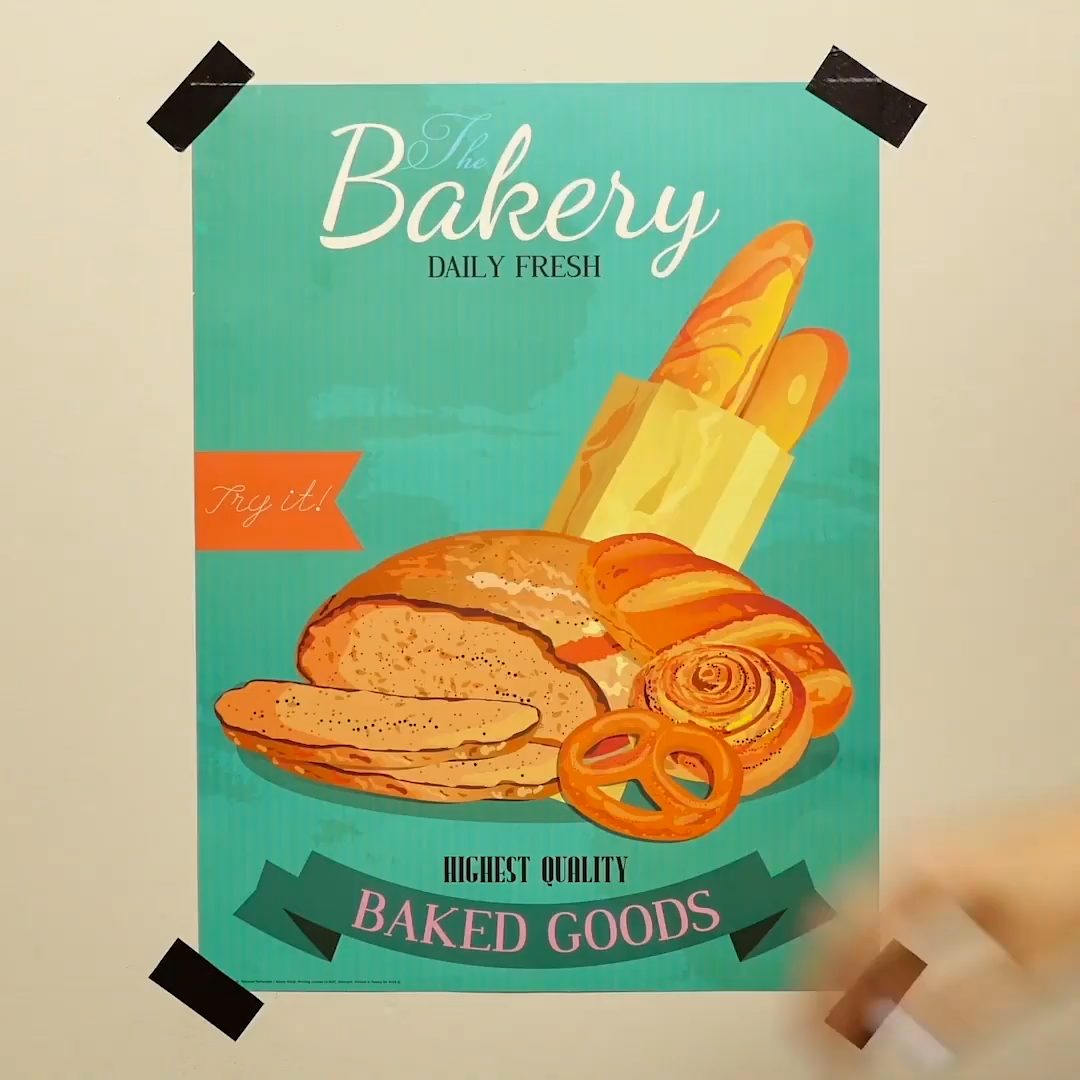 The
Bakery
DAILY FRESH
Try it!
HIGHEST QUALITY
BAKED GOODS